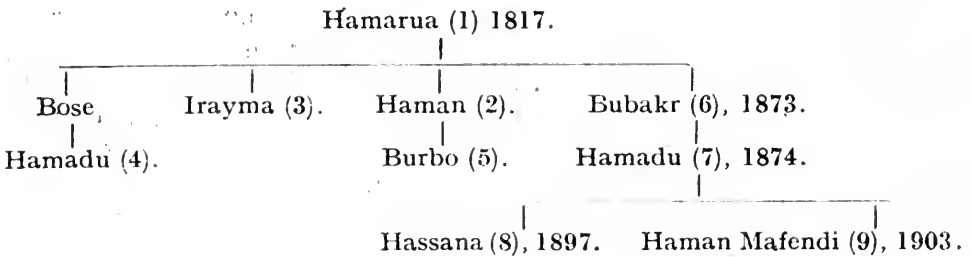 Hamarua (1) 1817.
Bose, Irayma (3). Haman (2). Bubakr (6), 1873.
Hamadu (4). Burbo (5). Hamadu (7), 1874.
Hassana (8), 1897. Haman Mafendi (9), 1903.